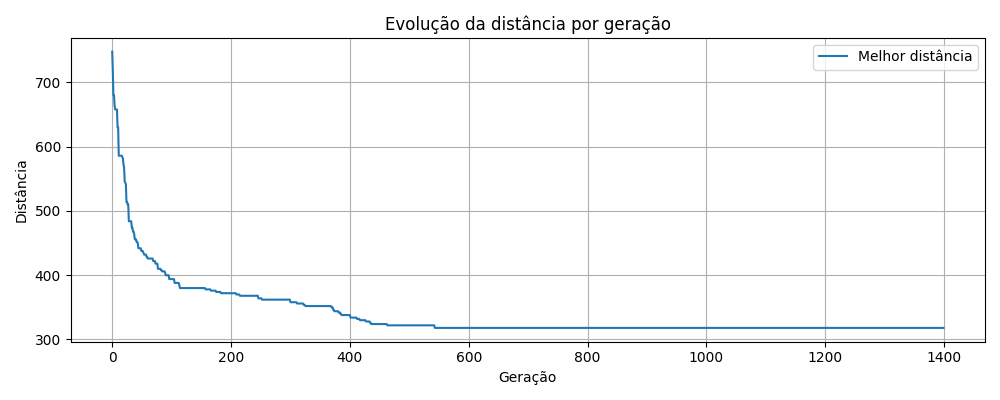 Evolução da distância por geração
Melhor distância
Distância
700
600
500
400
300
0 200 400 600 800 1000 1200 1400
Geração